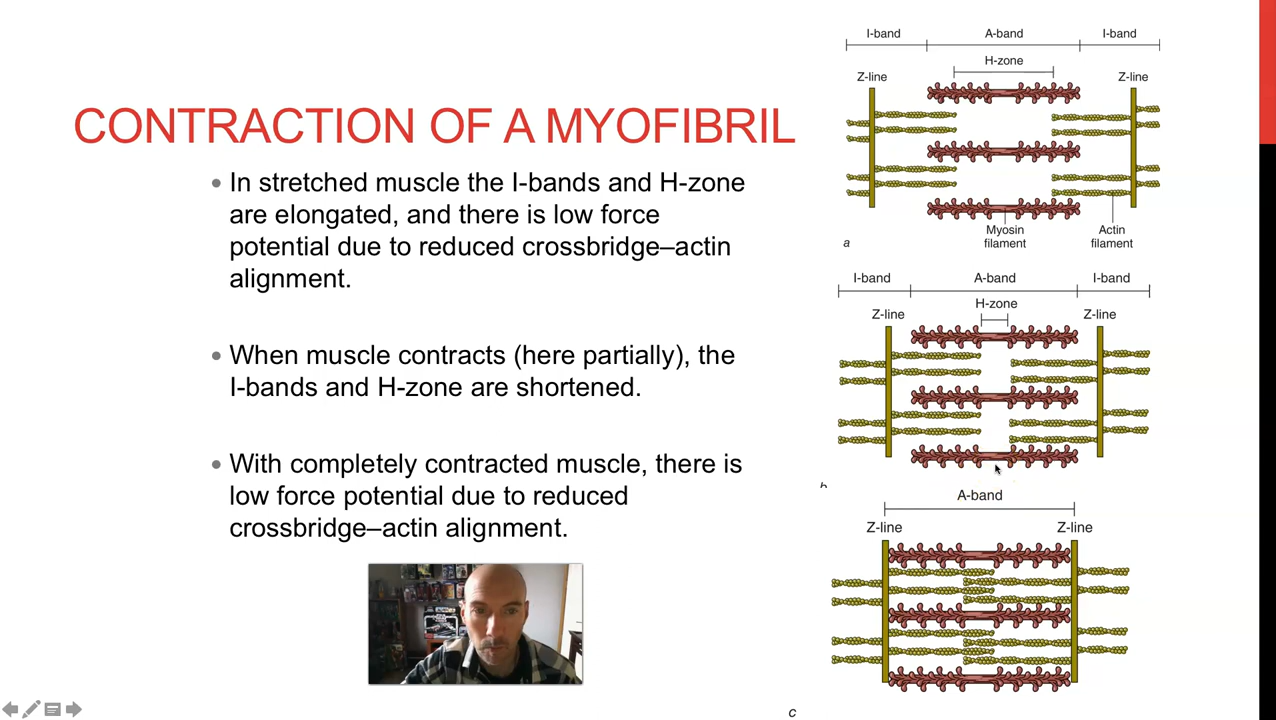 CONTRACTION OF A MYOFIBRIL
• In stretched muscle the I-bands and H-zone
are elongated, and there is low force
potential due to reduced crossbridge–actin
alignment.
• When muscle contracts (here partially), the
I-bands and H-zone are shortened.
• With completely contracted muscle, there is
low force potential due to reduced
crossbridge–actin alignment.
I-band A-band I-band
H-zone
Z-line Z-line
Myosin
filament
Actin
filament
a
I-band A-band I-band
H-zone
Z-line Z-line
b
A-band
Z-line Z-line
c